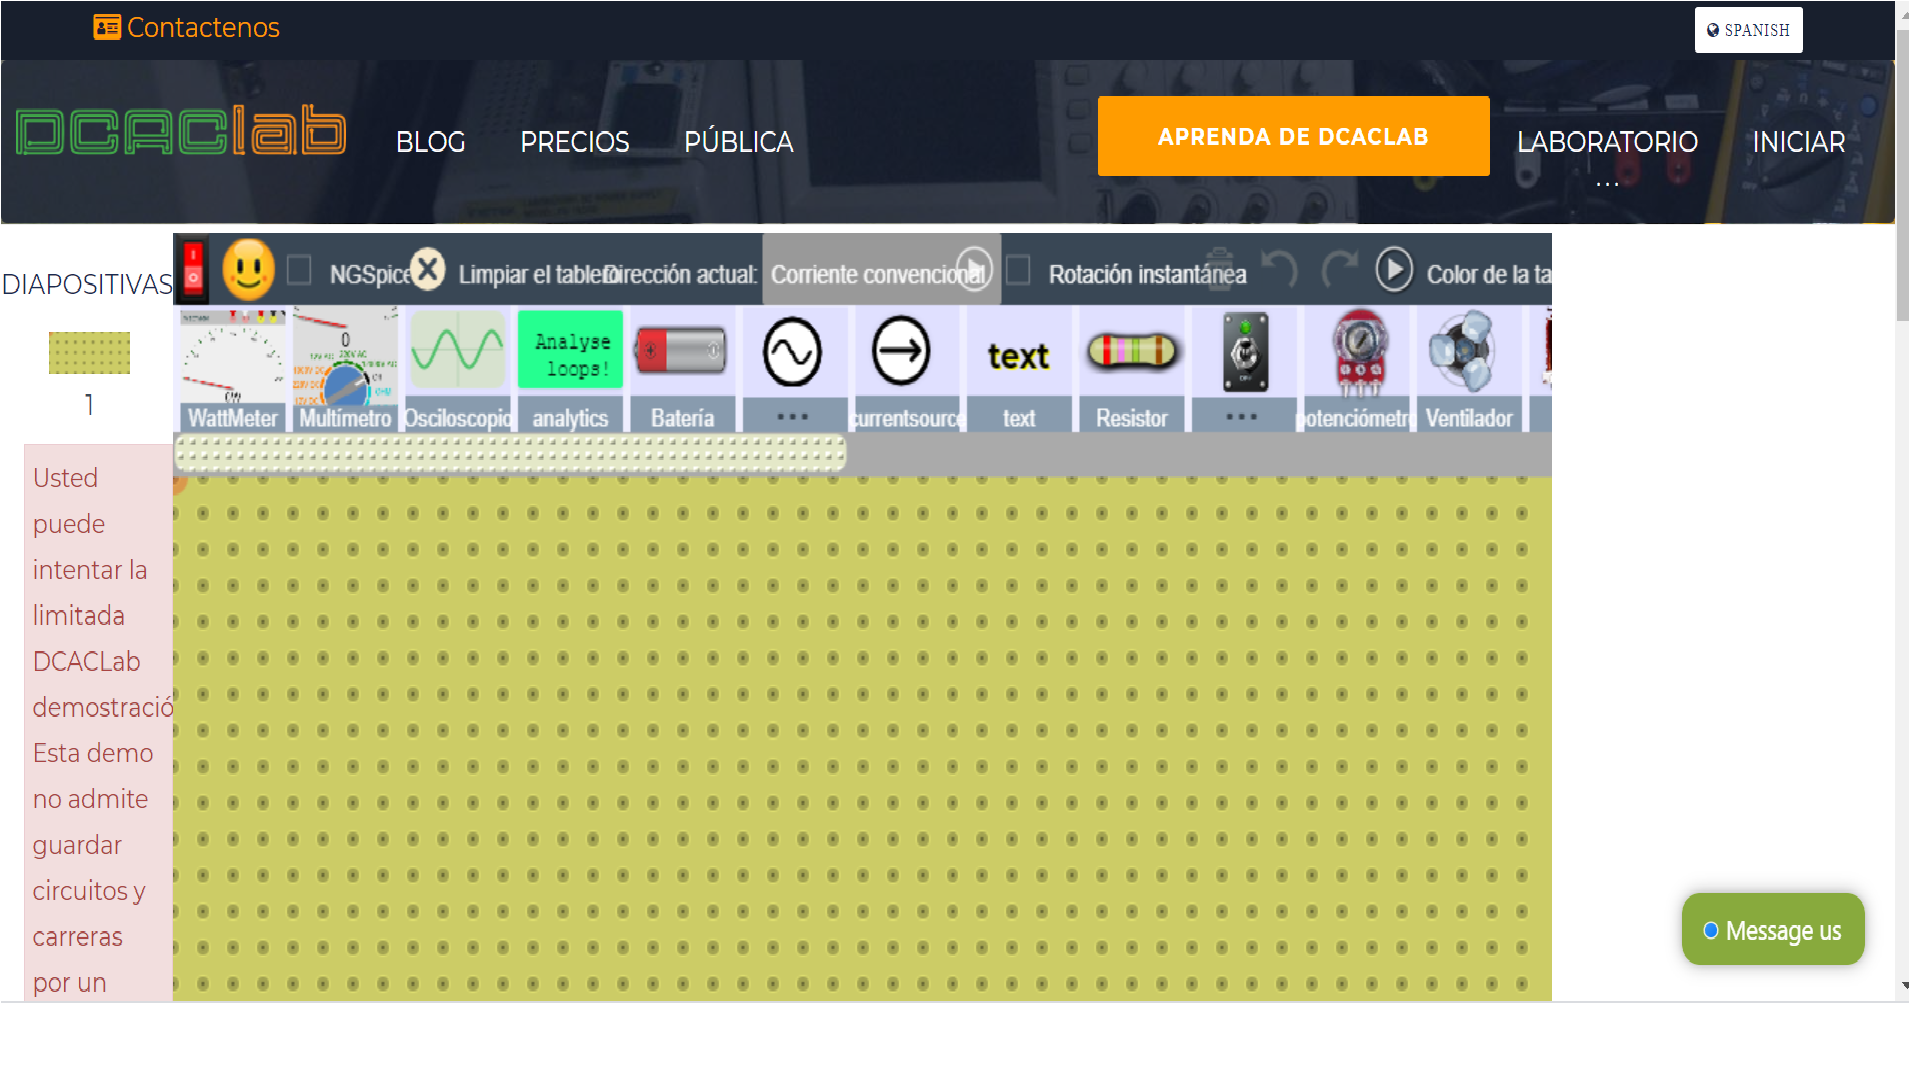 Contactenos
SPANISH
DCAClab
BLOG
PRECIOS
PÚBLICA
APRENDA DE DCACLAB
LABORATORIO
...
INICIAR
DIAPOSITIVAS
1
Usted
puede
intentar la
limitada
DCACLab
demostració
Esta demo
no admite
guardar
circuitos y
carreras
por un
NGSpice
Limpiar el tablero
Dirección actual:
Corriente convencional
Rotación instantánea
Color de la ta
Analyse
loops!
text
WattMeter
Multímetro
Osciloscopio
analytics
Batería
...
currentsource
text
Resistor
...
potenciómetro
Ventilador
Message us